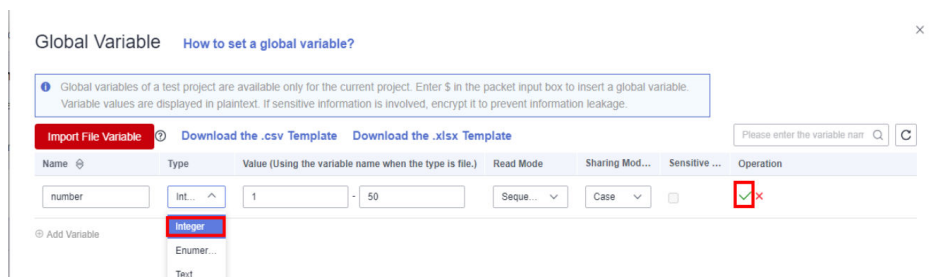 Global Variable How to set a global variable?
Global variables of a test project are available only for the current project. Enter $ in the packet input box to insert a global variable.
Variable values are displayed in plaintext. If sensitive information is involved, encrypt it to prevent information leakage.
Import File Variable Download the .csv Template Download the .xlsx Template Please enter the variable nam
Name Type Value (Using the variable name when the type is file.) Read Mode Sharing Mod... Sensitive ... Operation
number Int... 1 - 50 Seque... Case
Add Variable Integer
Enumer...
Text